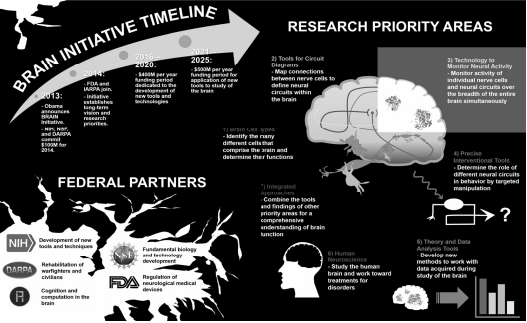 BRAIN INITIATIVE TIMELINE
2013:
- Obama
announces
BRAIN
Initiative.
- NIH, NSF,
and DARPA
commit
$100M for
2014.
2014:
- FDA and
IARPA join.
- Initiative
establishes
long-term
vision and
research
priorities.
2016-
2020:
- $400M per year
funding period
dedicated to the
development of
new tools and
technologies
2021-
2025:
- $500M per year
funding period for
application of new
tools to study of
the brain
RESEARCH PRIORITY AREAS
1) Brain Cell Types
- Identify the many
different cells that
comprise the brain and
determine their functions
2) Tools for Circuit
Diagrams
- Map connections
between nerve cells to
define neural
circuits within
the brain
3) Technology to
Monitor Neural Activity
- Monitor activity of
individual nerve cells
and neural circuits over
the breadth of the entire
brain simultaneously
4) Precise
Interventional Tools
- Determine the role of
different neural circuits
in behavior by targeted
manipulation
?
5) Theory and Data
Analysis Tools
- Develop new
methods to work with
data acquired during
study of the brain
6) Human
Neuroscience
- Study the human
brain and work toward
treatments for
disorders
7) Integrated
Approaches
- Combine the tools
and findings of other
priority areas for a
comprehensive
understanding of brain
function
FEDERAL PARTNERS
NIH
Development of new
tools and techniques
DARPA
Rehabilitation of
warfighters and
civilians
Cognition and
computation in the
brain
NSF
Fundamental biology
and technology
development
FDA
Regulation of
neurological medical
devices